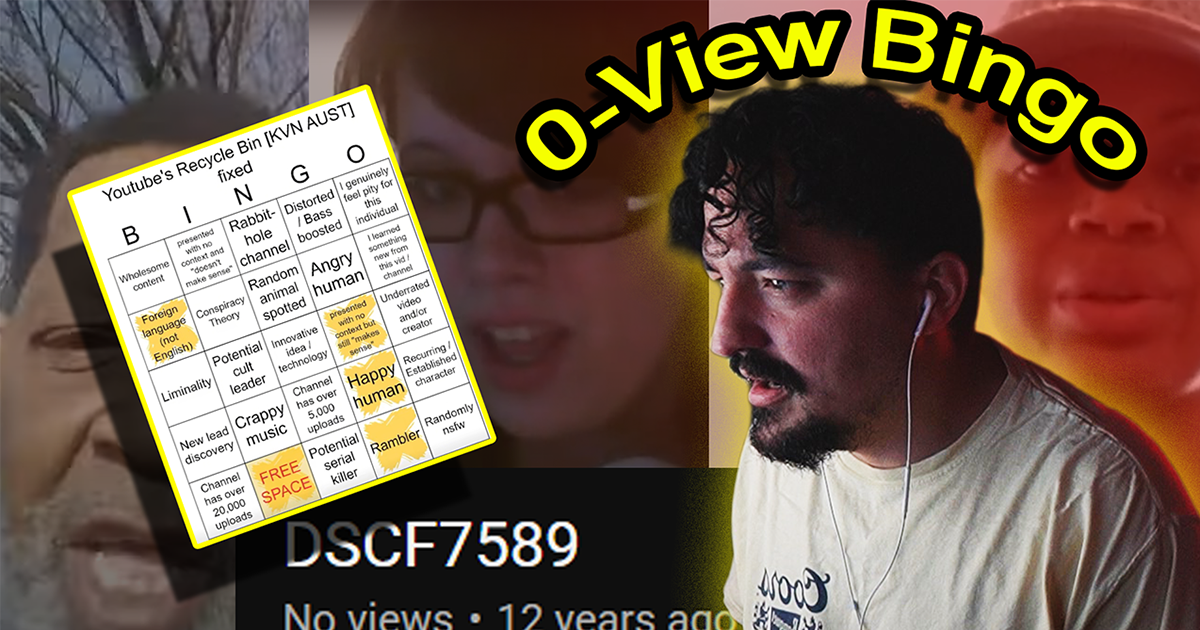 0-View Bingo
Youtube's Recycle Bin [KVN AUST]
fixed
B I N G O
Wholesome
content
presented
with no
context and
"doesn't
make sense"
Rabbit-
hole
channel
Distorted
/ Bass
boosted
I genuinely
feel pity for
this
individual
Foreign
language
(not
English)
Conspiracy
Theory
Random
animal
spotted
Angry
human
I learned
something
new from
this vid /
channel
Liminality
Potential
cult
leader
Innovative
idea /
technology
presented
with no
context but
still "makes
sense"
Underrated
video
and/or
creator
New lead
discovery
Crappy
music
Channel
has over
5,000
uploads
Happy
human
Recurring /
Established
character
Channel
has over
20,000
uploads
FREE
SPACE
Potential
serial
killer
Rambler
Randomly
nsfw
DSCF7589
No views • 12 years ago
Coors